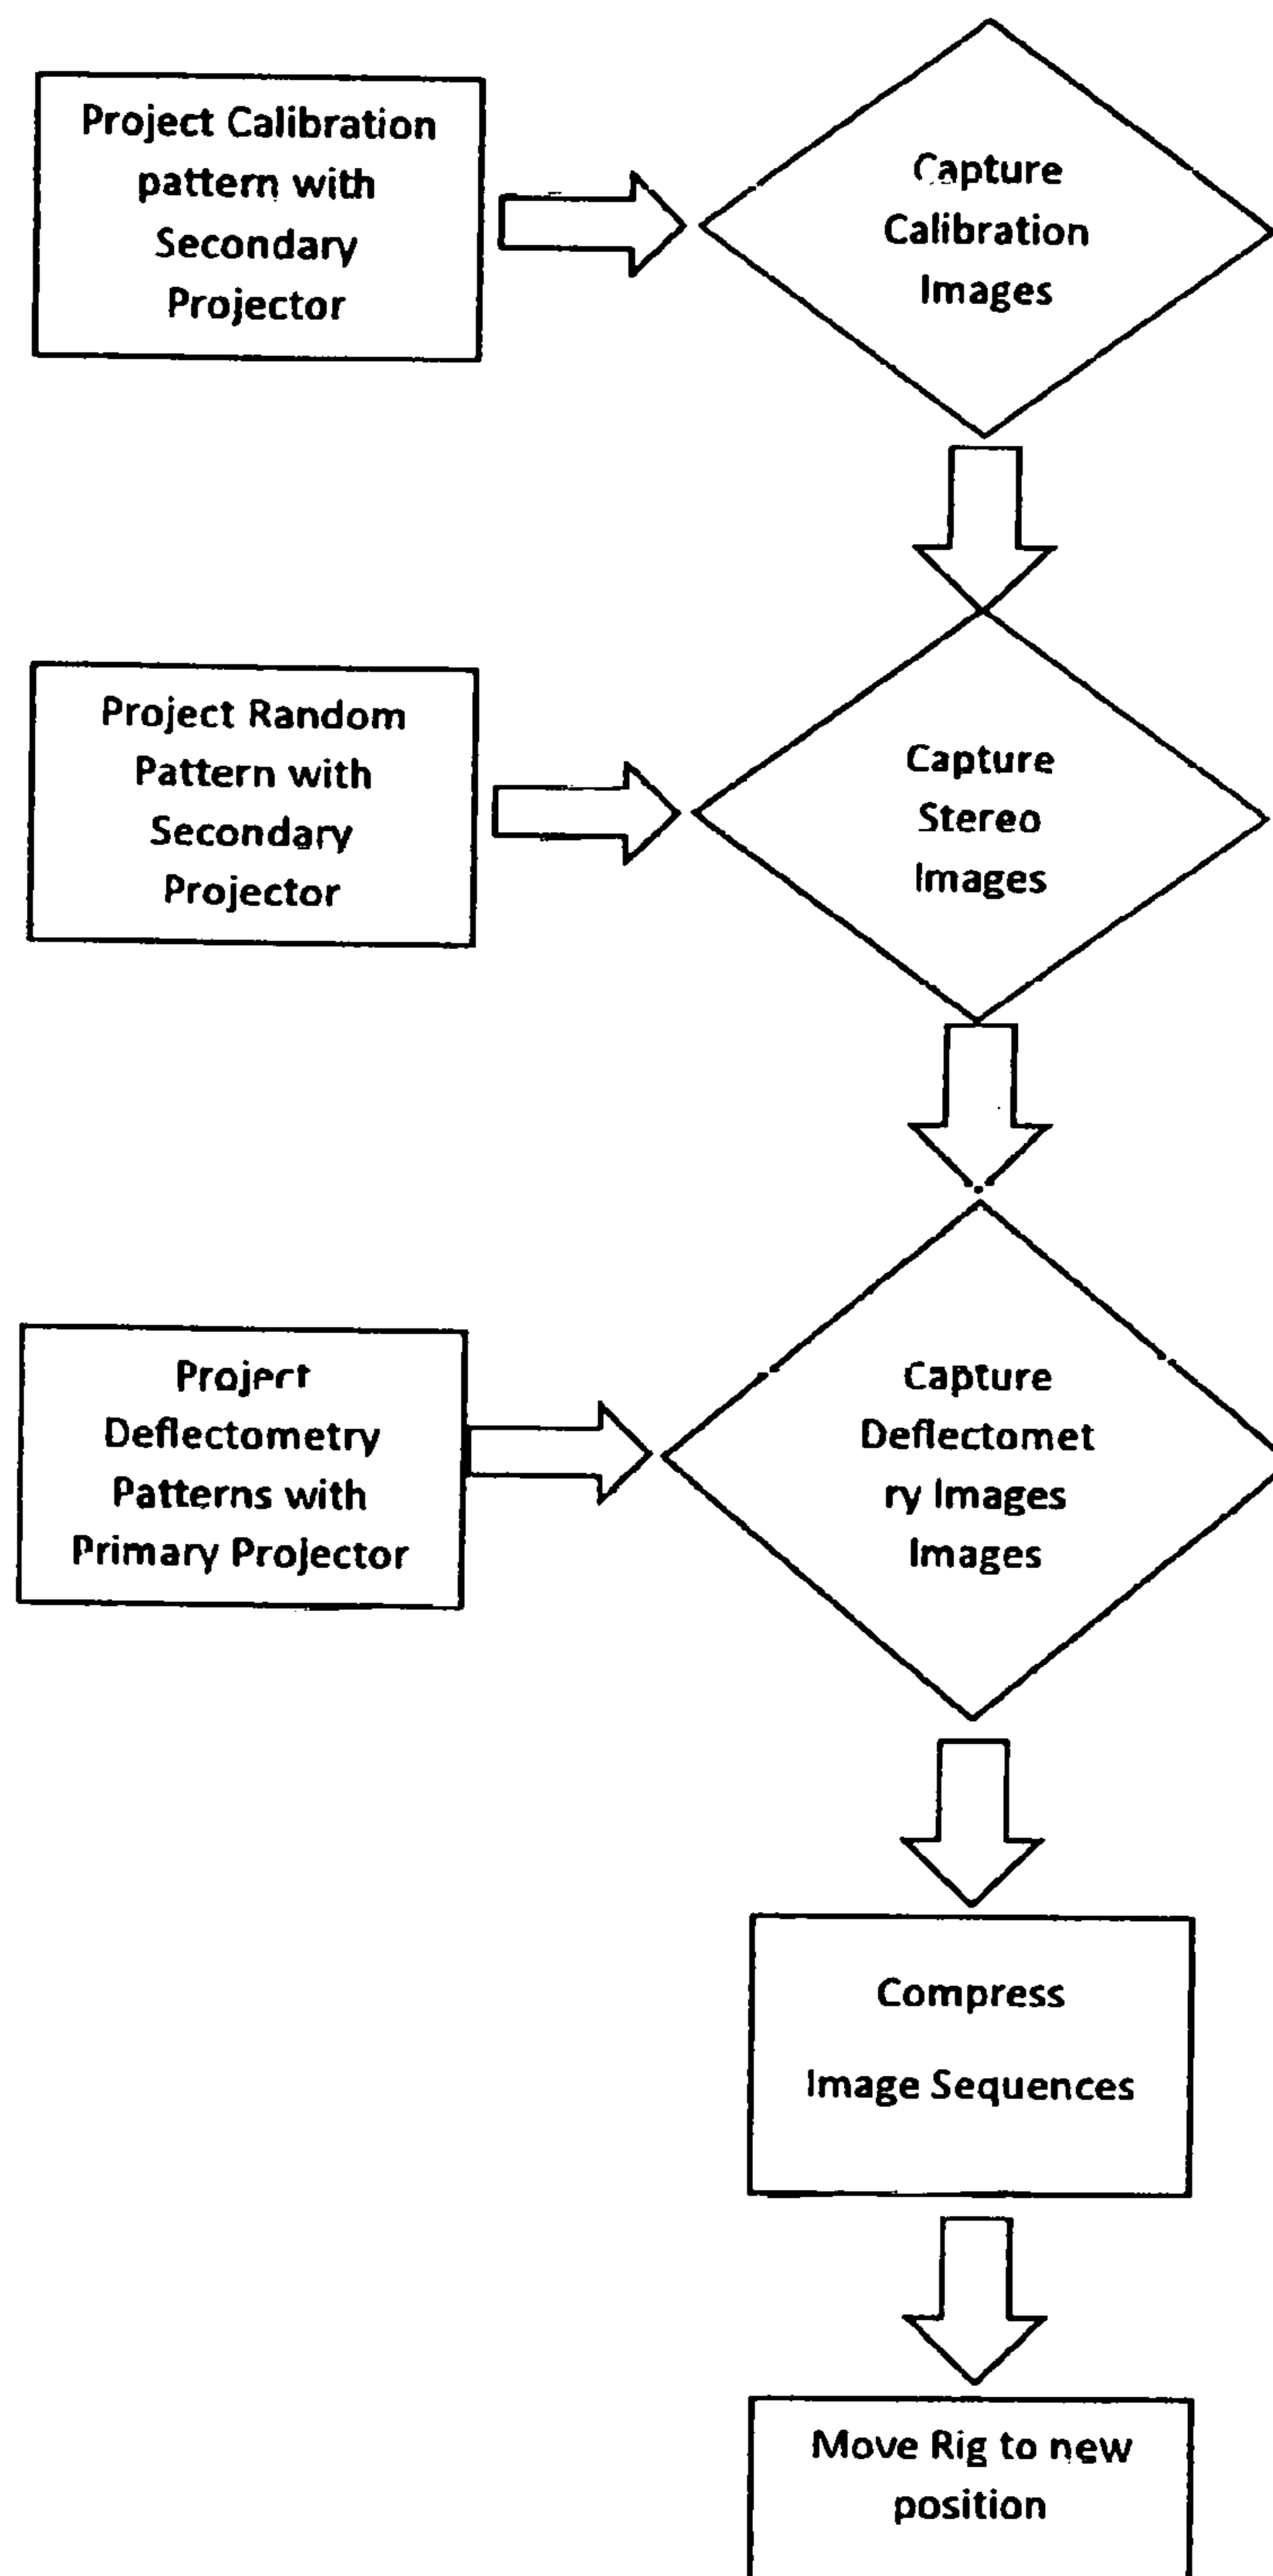 Project Calibration
pattern with
Secondary
Projector
Capture
Calibration
Images
Project Random
Pattern with
Secondary
Projector
Capture
Stereo
Images
Project
Deflectometry
Patterns with
Primary Projector
Capture
Deflectomet
ry Images
Images
Compress
Image Sequences
Move Rig to new
position